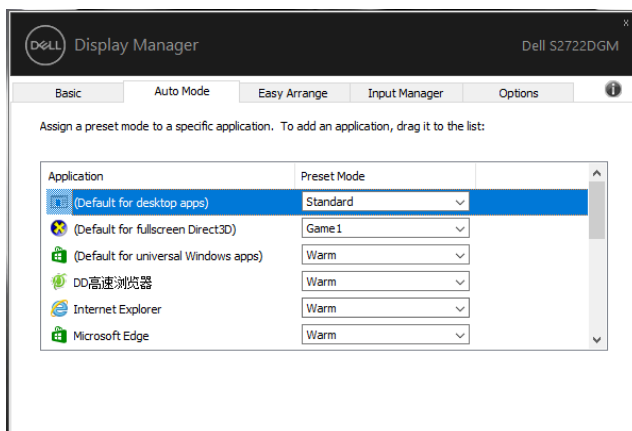 DELL Display Manager Dell S2722DGM
Basic Auto Mode Easy Arrange Input Manager Options
Assign a preset mode to a specific application. To add an application, drag it to the list:
Application Preset Mode
(Default for desktop apps) Standard
(Default for fullscreen Direct3D) Game1
(Default for universal Windows apps) Warm
DD高速浏览器 Warm
Internet Explorer Warm
Microsoft Edge Warm